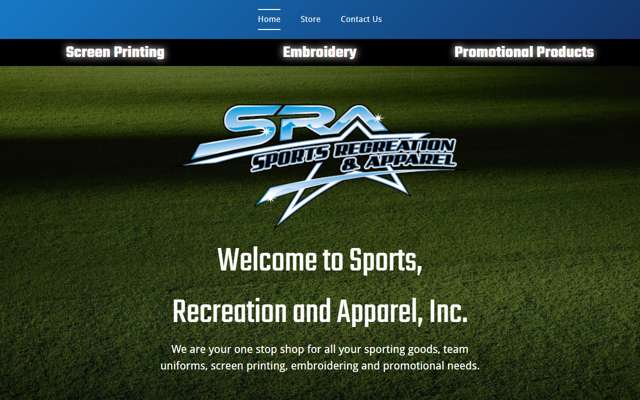 Home Store Contact Us
Screen Printing Embroidery Promotional Products
SRA
SPORTS RECREATION
& APPAREL
Welcome to Sports,
Recreation and Apparel, Inc.
We are your one stop shop for all your sporting goods, team
uniforms, screen printing, embroidering and promotional needs.